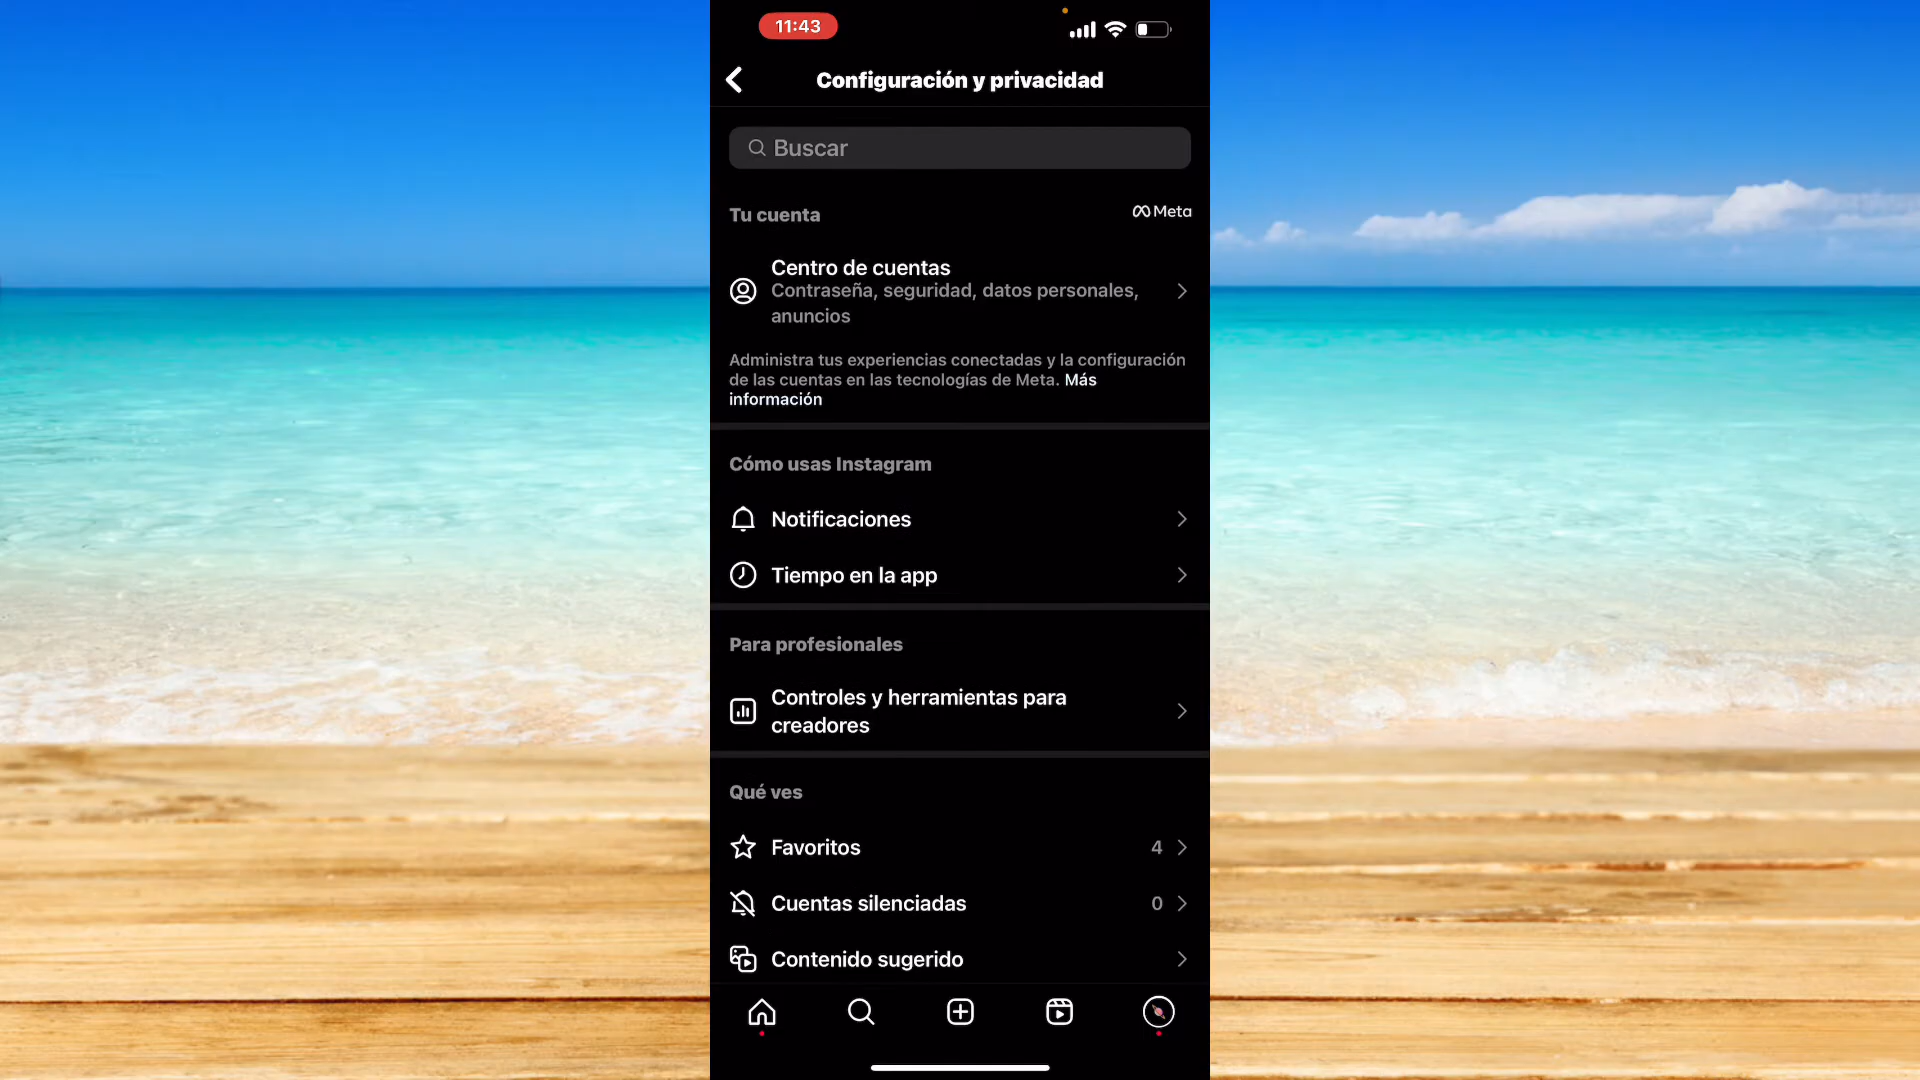 11:43
Configuración y privacidad
Buscar
Tu cuenta
Meta
Centro de cuentas
Contraseña, seguridad, datos personales,
anuncios
Administra tus experiencias conectadas y la configuración
de las cuentas en las tecnologías de Meta. Más
información
Cómo usas Instagram
Notificaciones
Tiempo en la app
Para profesionales
Controles y herramientas para
creadores
Qué ves
Favoritos 4
Cuentas silenciadas 0
Contenido sugerido